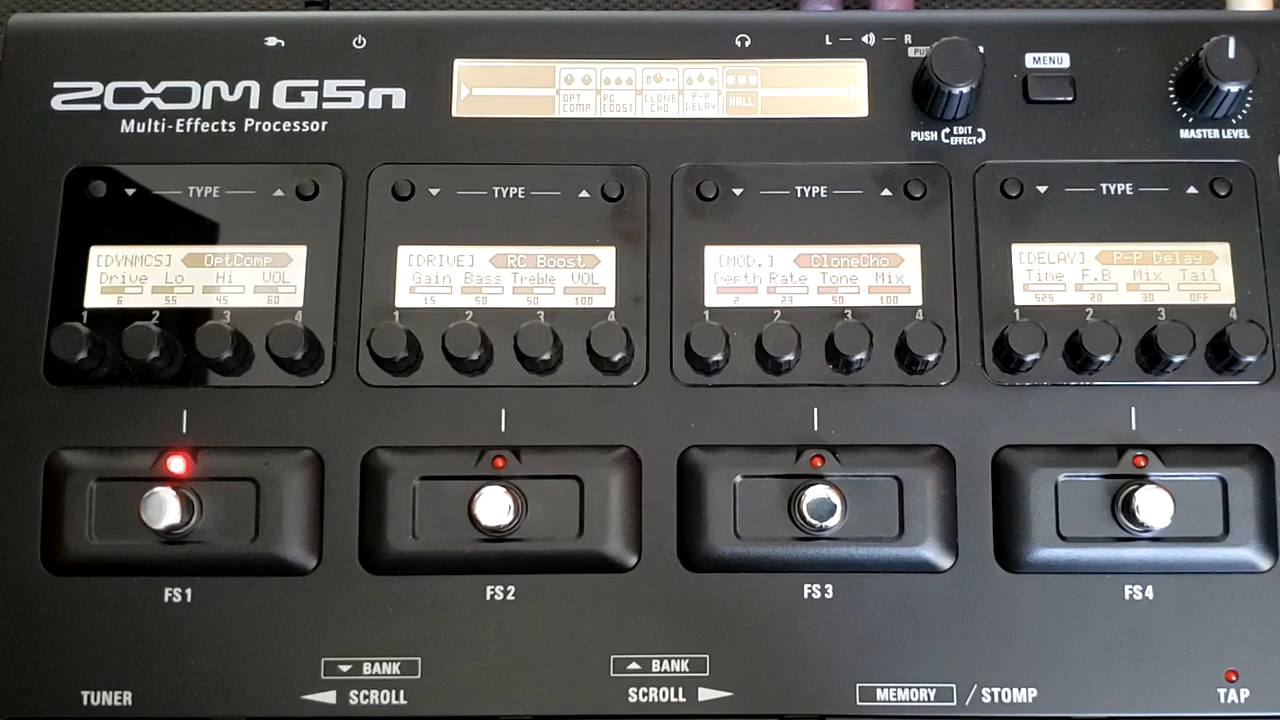 L R
PUSH
MENU
ZOOM G5n
Multi-Effects Processor
OPT COMP
RC BOOST
CLONE CHO
P-P DELAY
HALL
PUSH EDIT EFFECT
MASTER LEVEL
TYPE
TYPE
TYPE
TYPE
[DYNMCS] OptComp
Drive Lo Hi VOL
6 55 45 60
1 2 3 4
[DRIVE] RC Boost
Gain Bass Treble VOL
15 50 50 100
1 2 3 4
[MOD.] CloneCho
Depth Rate Tone Mix
2 23 50 100
1 2 3 4
[DELAY] P-P Delay
Time F.B Mix Tail
525 20 30 OFF
1 2 3 4
FS1
FS2
FS3
FS4
BANK
BANK
TUNER
SCROLL
SCROLL
MEMORY / STOMP
TAP